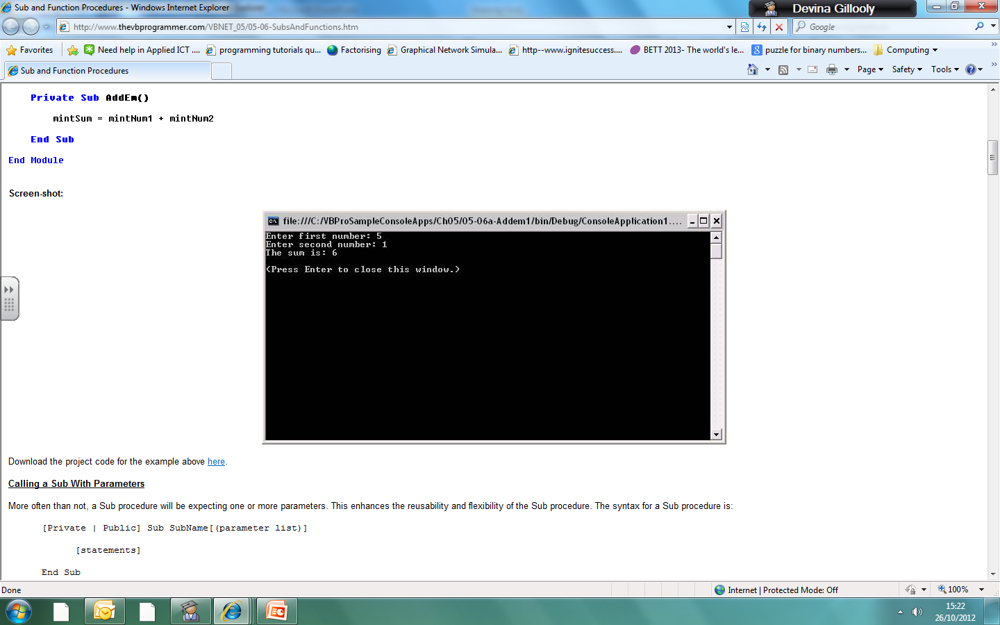 Sub and Function Procedures - Windows Internet Explorer
Devina Gillooly
http://www.thevbprogrammer.com/VBNET_05/05-06-SubsAndFunctions.htm
Google
Favorites
Need help in Applied ICT ....
programming tutorials qu...
Factorising
Graphical Network Simula...
http--www.ignitesuccess....
BETT 2013- The world's le...
puzzle for binary numbers...
Computing
Sub and Function Procedures
Page
Safety
Tools
Private Sub AddEm()
mintSum = mintNum1 + mintNum2
End Sub
End Module
Screen-shot:
file:///C:/VBProSampleConsoleApps/Ch05/05-06a-Addem1/bin/Debug/ConsoleApplication1....
Enter first number: 5
Enter second number: 1
The sum is: 6
(Press Enter to close this window.)
Download the project code for the example above here.
Calling a Sub With Parameters
More often than not, a Sub procedure will be expecting one or more parameters. This enhances the reusability and flexibility of the Sub procedure. The syntax for a Sub procedure is:
[Private | Public] Sub SubName[(parameter list)]
[statements]
End Sub
Done
Internet | Protected Mode: Off
100%
15:22
26/10/2012